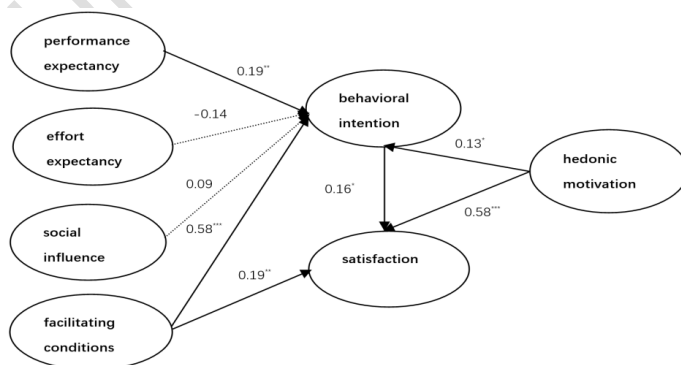 performance
expectancy
0.19**
behavioral
intention
-0.14
effort
expectancy
0.13*
hedonic
motivation
0.09
0.16*
0.58***
0.58***
social
influence
satisfaction
0.19**
facilitating
conditions